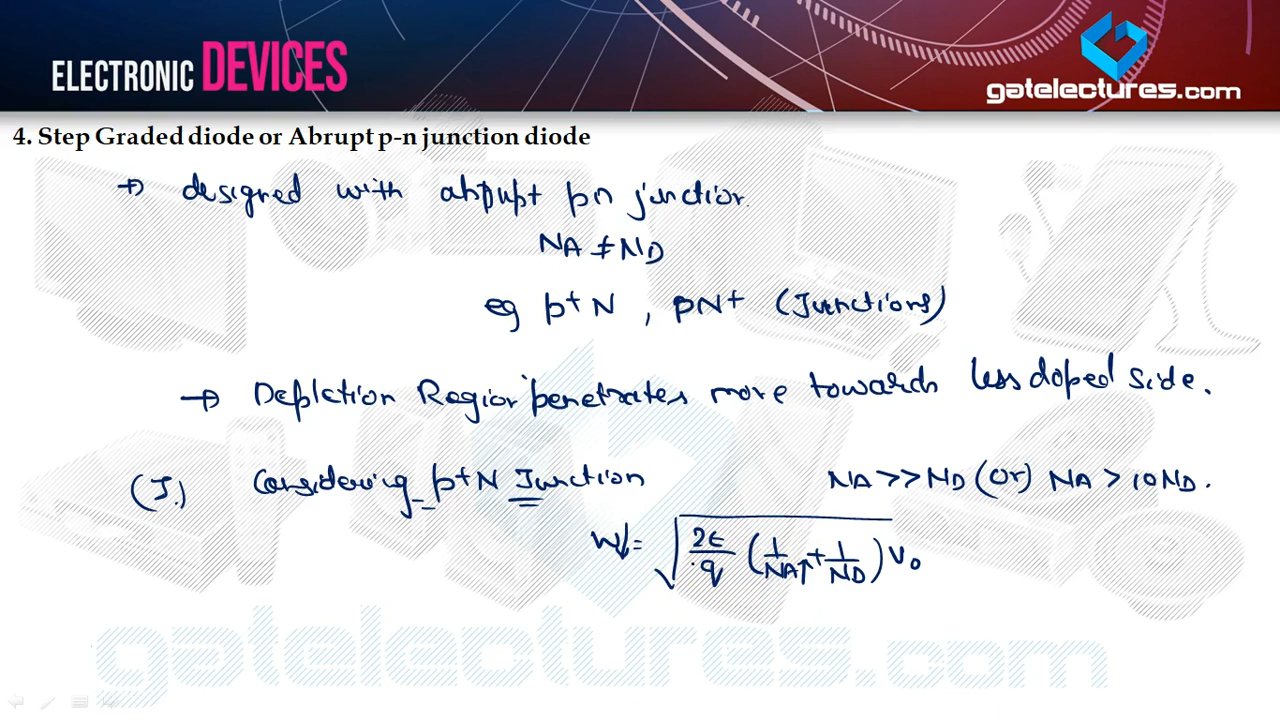 ELECTRONIC DEVICES
gatelectures.com
4. Step Graded diode or Abrupt p-n junction diode
→ designed with abrupt pn junction.
NA ≠ ND
eg p+ N , pN+ (Junctions)
→ Depletion Region penetrates more towards less doped side.
(I.) Considering p+N Junction NA >> ND (or) NA > 10ND.
W↓ = √(2ϵ/q (1/NA↑ + 1/ND) V0)
gatelectures.com